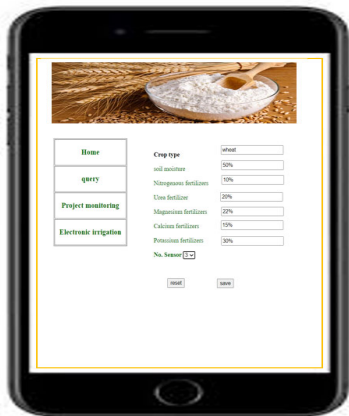 Home
query
Project monitoring
Electronic irrigation
Crop type wheat
soil moisture 50%
Nitrogenous fertilizers 10%
Urea fertilizer 20%
Magnesium fertilizers 22%
Calcium fertilizers 15%
Potassium fertilizers 30%
No. Sensor 3
reset save